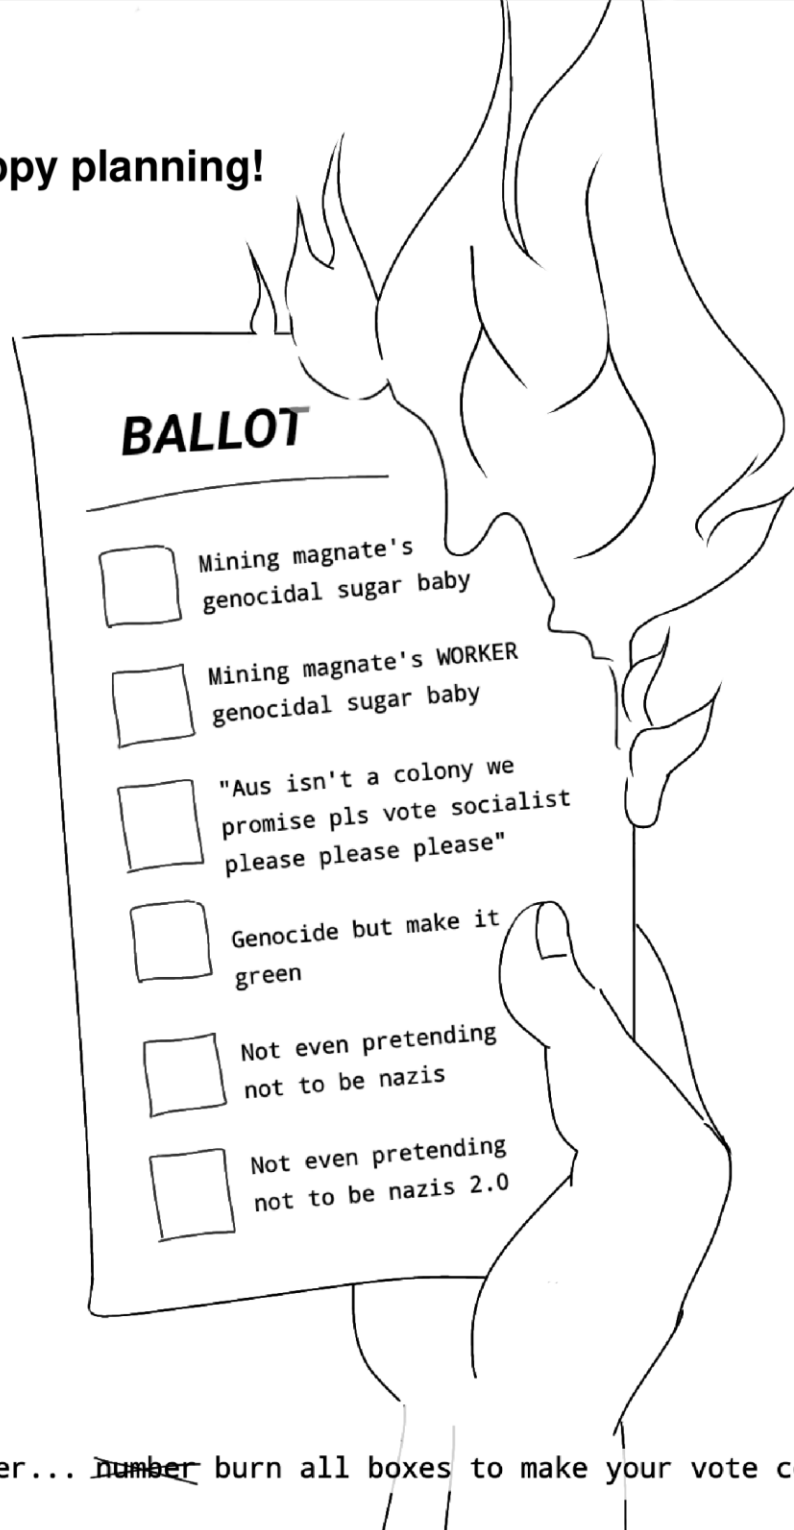 planning!
BALLOT
Mining magnate's
genocidal sugar baby
Mining magnate's WORKER
genocidal sugar baby
"Aus isn't a colony we
promise pls vote socialist
please please please"
Genocide but make it
green
Not even pretending
not to be nazis
Not even pretending
not to be nazis 2.0
number burn all boxes to make your vote